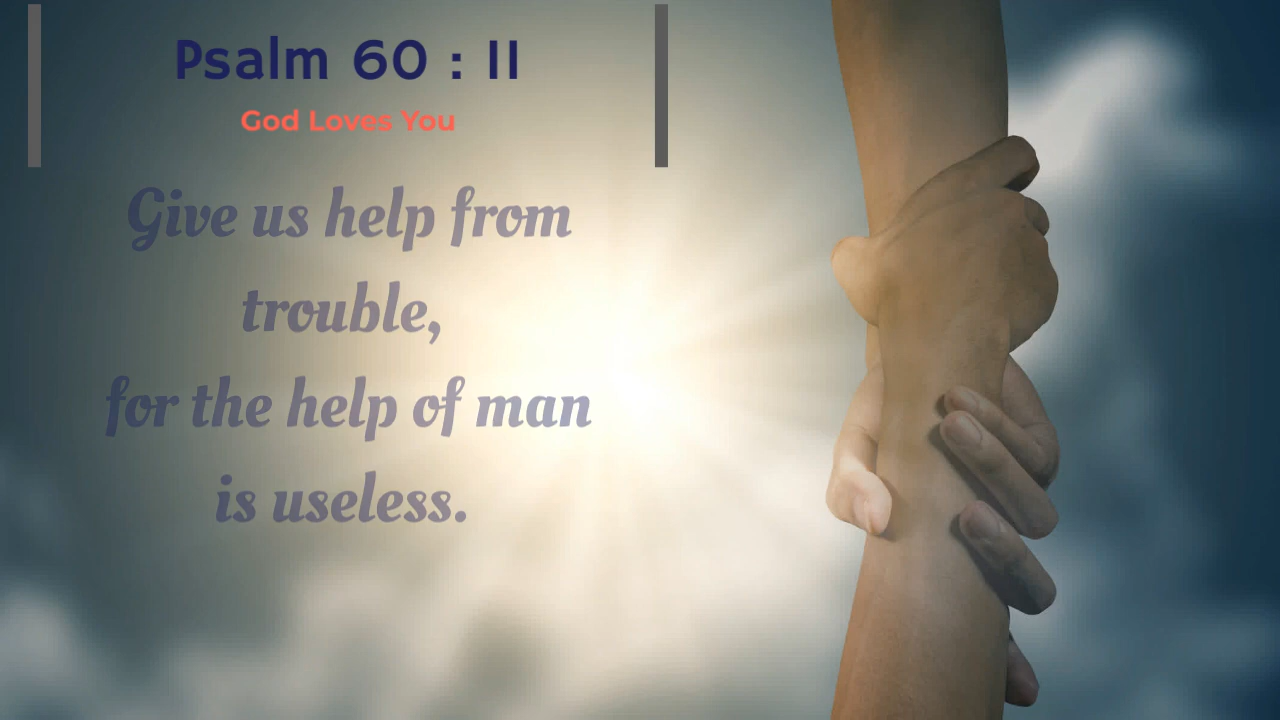 Psalm 60 : 11
God Loves You
Give us help from
trouble,
for the help of man
is useless.